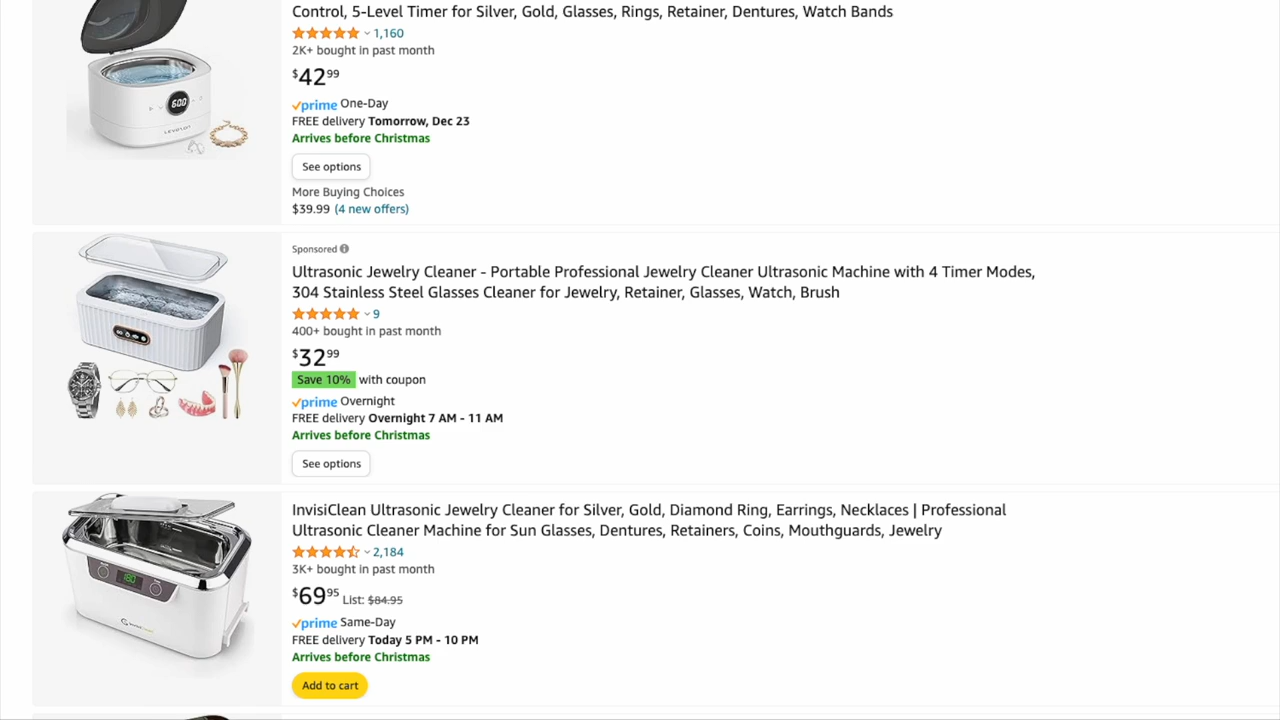 Control, 5-Level Timer for Silver, Gold, Glasses, Rings, Retainer, Dentures, Watch Bands
1,160
2K+ bought in past month
$42.99
prime One-Day
FREE delivery Tomorrow, Dec 23
Arrives before Christmas
See options
More Buying Choices
$39.99 (4 new offers)
600
LEVOSON
Sponsored
Ultrasonic Jewelry Cleaner - Portable Professional Jewelry Cleaner Ultrasonic Machine with 4 Timer Modes,
304 Stainless Steel Glasses Cleaner for Jewelry, Retainer, Glasses, Watch, Brush
9
400+ bought in past month
$32.99
Save 10% with coupon
prime Overnight
FREE delivery Overnight 7 AM - 11 AM
Arrives before Christmas
See options
InvisiClean Ultrasonic Jewelry Cleaner for Silver, Gold, Diamond Ring, Earrings, Necklaces | Professional
Ultrasonic Cleaner Machine for Sun Glasses, Dentures, Retainers, Coins, Mouthguards, Jewelry
2,184
3K+ bought in past month
$69.95 List: $84.95
prime Same-Day
FREE delivery Today 5 PM - 10 PM
Arrives before Christmas
Add to cart
180